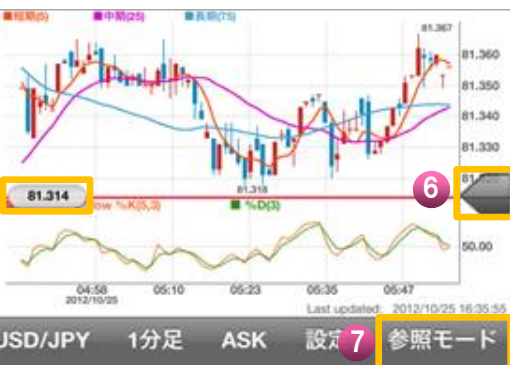 ■短期(5) ■中期(25) ■長期(75)
81.367
81.360
81.350
81.340
81.330
81.318
81.314
6
ow %K(5,3) ■%D(3)
50.00
04:58 05:10 05:23 05:35 05:47
2012/10/25
Last updated: 2012/10/25 16:35:55
USD/JPY 1分足 ASK 設定 7 参照モード